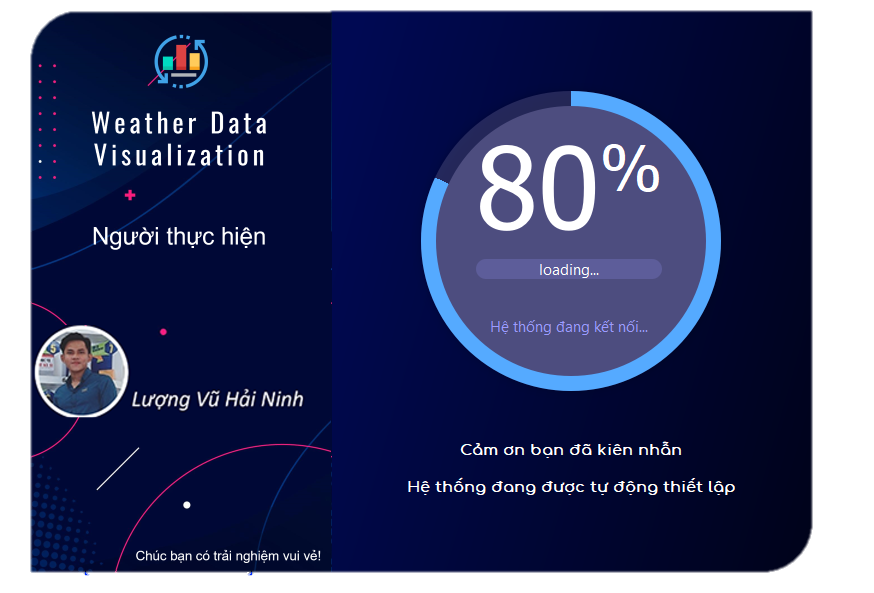 Weather Data
Visualization
Người thực hiện
Lượng Vũ Hải Ninh
Chúc bạn có trải nghiệm vui vẻ!
80%
loading...
Hệ thống đang kết nối...
Cảm ơn bạn đã kiên nhẫn
Hệ thống đang được tự động thiết lập